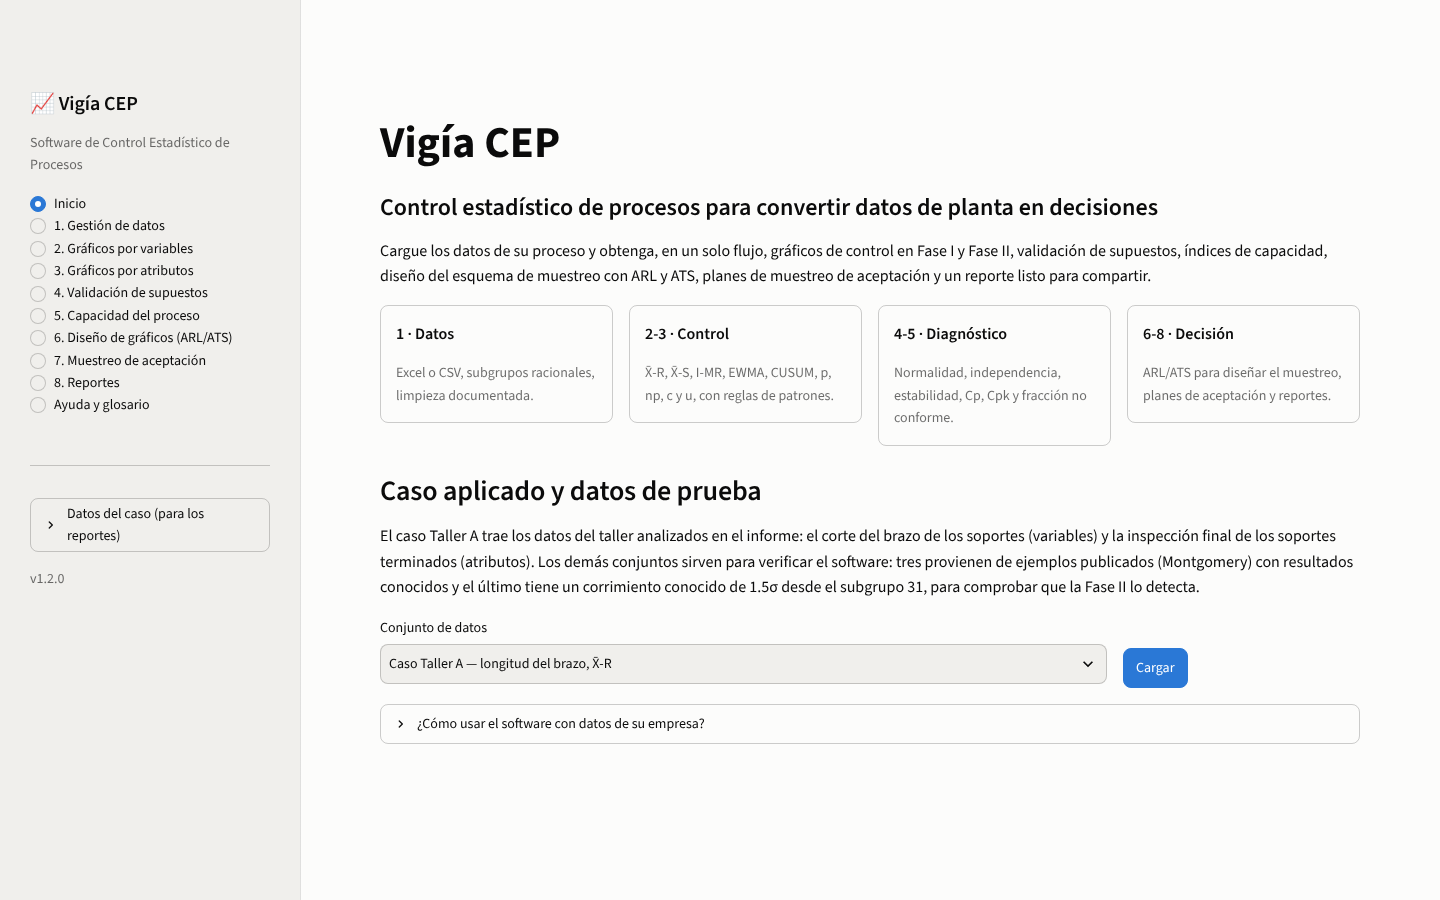 📈 Vigía CEP
Software de Control Estadístico de
Procesos
Inicio
1. Gestión de datos
2. Gráficos por variables
3. Gráficos por atributos
4. Validación de supuestos
5. Capacidad del proceso
6. Diseño de gráficos (ARL/ATS)
7. Muestreo de aceptación
8. Reportes
Ayuda y glosario
Datos del caso (para los
reportes)
v1.2.0
Vigía CEP
Control estadístico de procesos para convertir datos de planta en decisiones
Cargue los datos de su proceso y obtenga, en un solo flujo, gráficos de control en Fase I y Fase II, validación de supuestos, índices de capacidad,
diseño del esquema de muestreo con ARL y ATS, planes de muestreo de aceptación y un reporte listo para compartir.
1 · Datos
Excel o CSV, subgrupos racionales,
limpieza documentada.
2-3 · Control
X̄-R, X̄-S, I-MR, EWMA, CUSUM, p,
np, c y u, con reglas de patrones.
4-5 · Diagnóstico
Normalidad, independencia,
estabilidad, Cp, Cpk y fracción no
conforme.
6-8 · Decisión
ARL/ATS para diseñar el muestreo,
planes de aceptación y reportes.
Caso aplicado y datos de prueba
El caso Taller A trae los datos del taller analizados en el informe: el corte del brazo de los soportes (variables) y la inspección final de los soportes
terminados (atributos). Los demás conjuntos sirven para verificar el software: tres provienen de ejemplos publicados (Montgomery) con resultados
conocidos y el último tiene un corrimiento conocido de 1.5σ desde el subgrupo 31, para comprobar que la Fase II lo detecta.
Conjunto de datos
Caso Taller A — longitud del brazo, X̄-R
Cargar
¿Cómo usar el software con datos de su empresa?